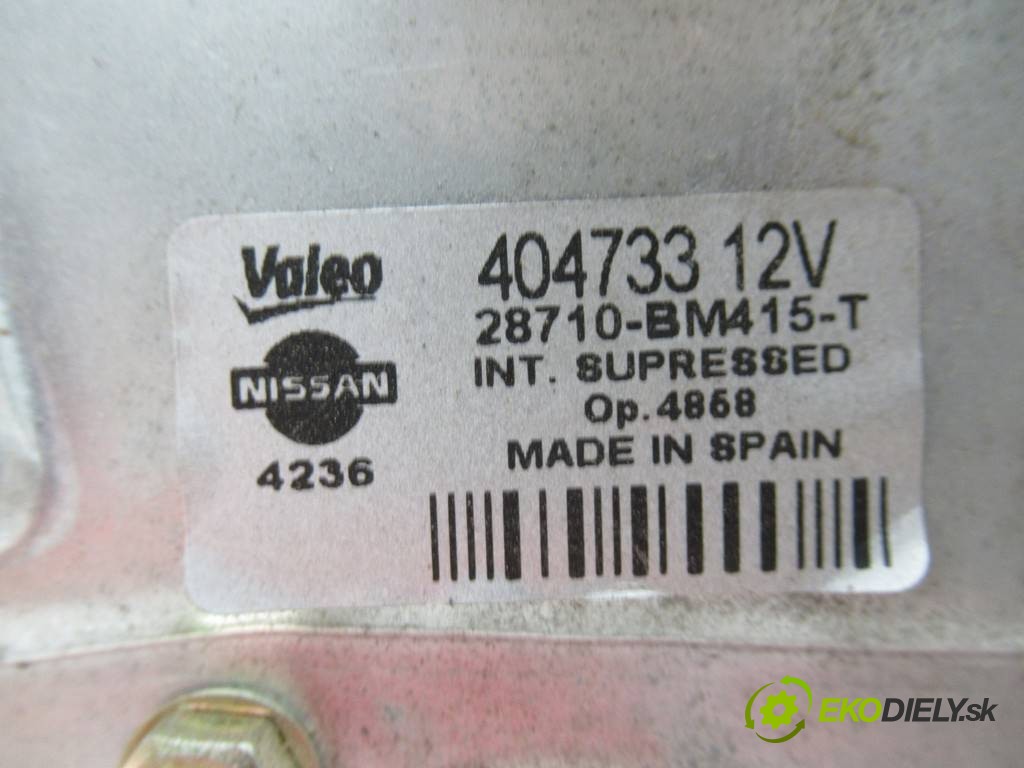 Valeo
404733 12V
28710-BM415-T
NISSAN
INT. SUPRESSED
Op.4858
4236
MADE IN SPAIN
EKODIELY.sk